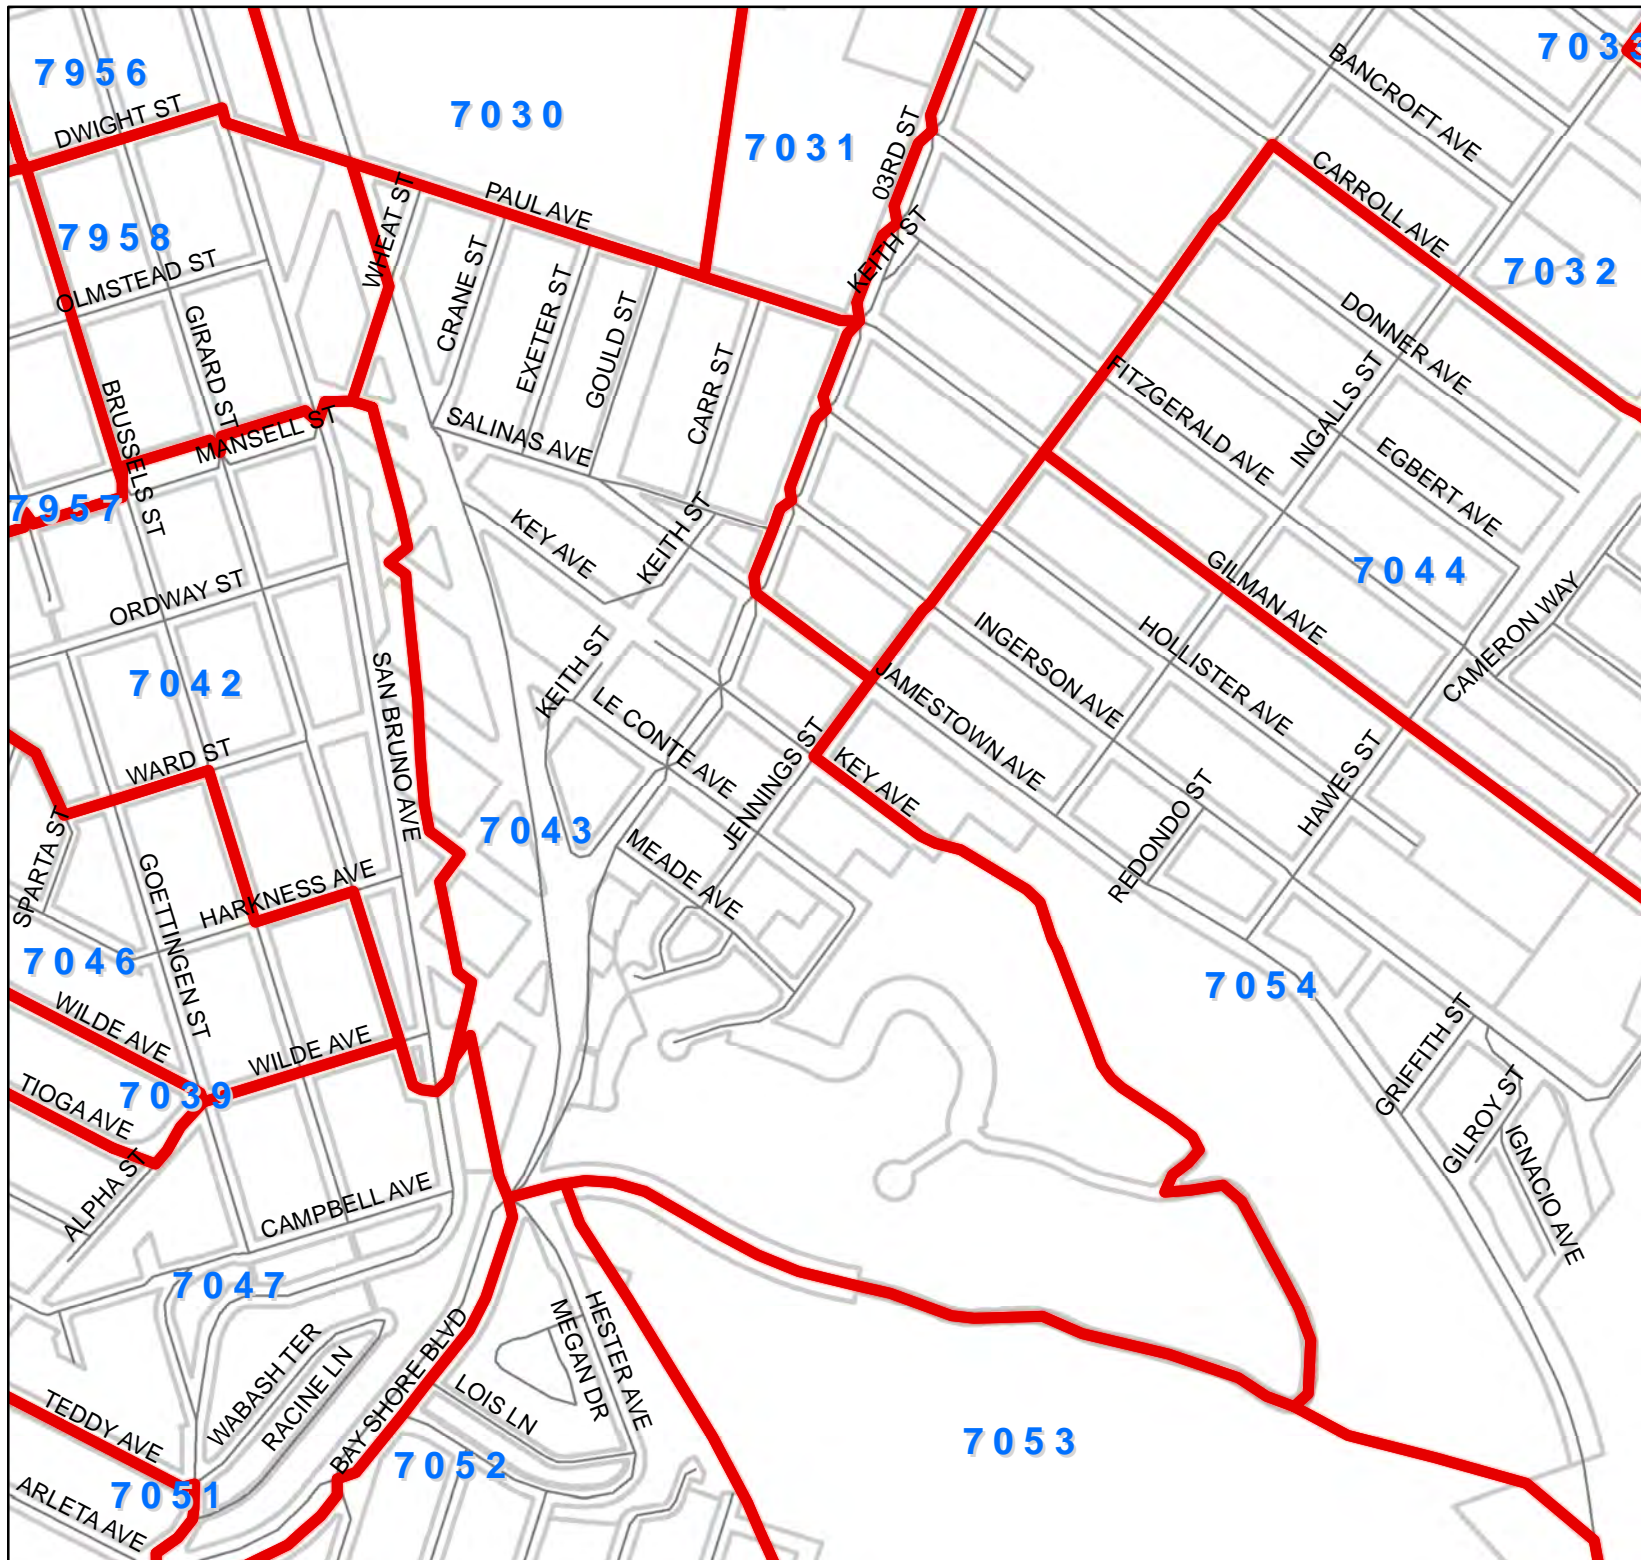 7956
DWIGHT ST
7030
7031
03RD ST
BANCROFT AVE
7033
CARROLL AVE
PAUL AVE
WHEAT ST
KEITH ST
7958
OLMSTEAD ST
CRANE ST
EXETER ST
GOULD ST
CARR ST
7032
DONNER AVE
GIRARD ST
BRUSSELS ST
MANSELL ST
SALINAS AVE
FITZGERALD AVE
INGALLS ST
EGBERT AVE
7957
KEY AVE
KEITH ST
7044
GILMAN AVE
ORDWAY ST
CAMERON WAY
INGERSON AVE
HOLLISTER AVE
7042
SAN BRUNO AVE
KEITH ST
LE CONTE AVE
JAMESTOWN AVE
WARD ST
JENNINGS ST
KEY AVE
HAWES ST
REDONDO ST
7043
SPARTA ST
GOETTINGEN ST
HARKNESS AVE
MEADE AVE
7046
7054
WILDE AVE
WILDE AVE
GRIFFITH ST
7039
TIOGA AVE
GILROY ST
IGNACIO AVE
ALPHA ST
CAMPBELL AVE
7047
HESTER AVE
MEGAN DR
WABASH TER
RACINE LN
BAY SHORE BLVD
LOIS LN
TEDDY AVE
7053
7052
7051
ARLETA AVE